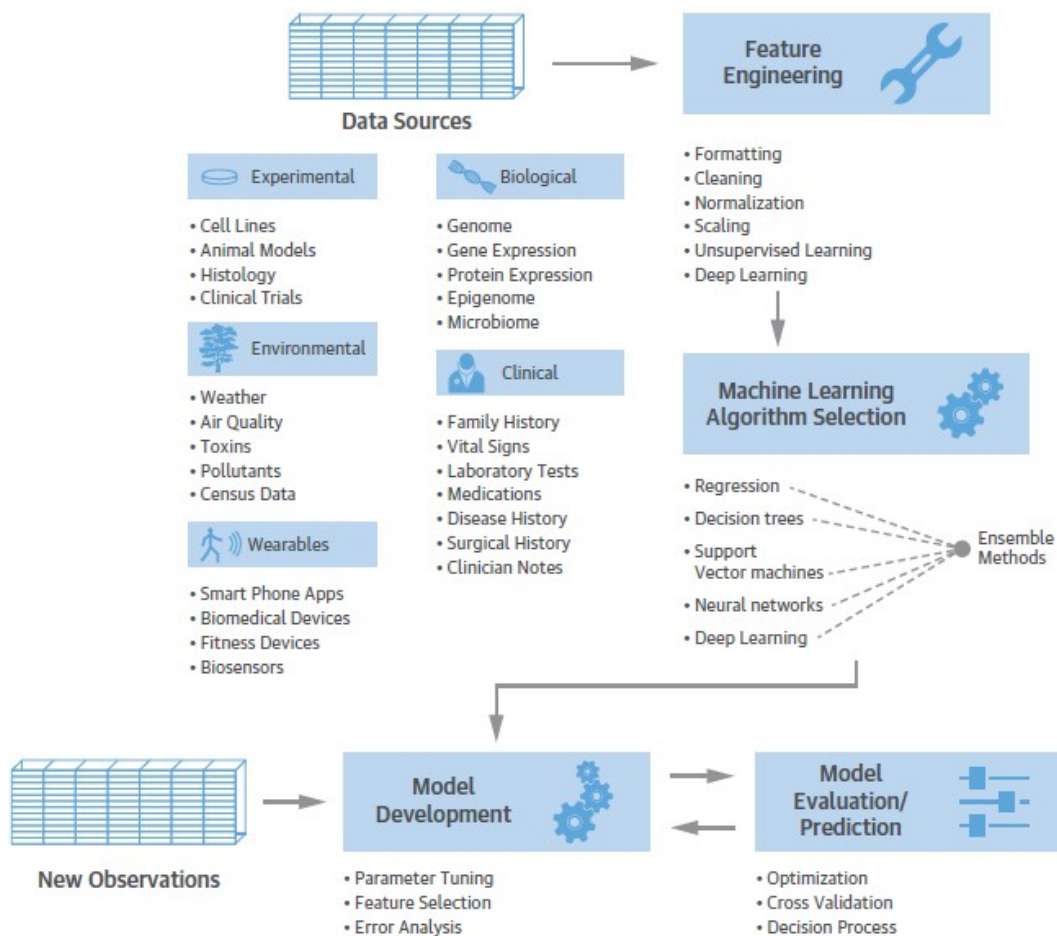 Data Sources
Feature
Engineering
Experimental
• Cell Lines
• Animal Models
• Histology
• Clinical Trials
Environmental
• Weather
• Air Quality
• Toxins
• Pollutants
• Census Data
Wearables
• Smart Phone Apps
• Biomedical Devices
• Fitness Devices
• Biosensors
Biological
• Genome
• Gene Expression
• Protein Expression
• Epigenome
• Microbiome
Clinical
• Family History
• Vital Signs
• Laboratory Tests
• Medications
• Disease History
• Surgical History
• Clinician Notes
• Formatting
• Cleaning
• Normalization
• Scaling
• Unsupervised Learning
• Deep Learning
Machine Learning
Algorithm Selection
• Regression
• Decision trees
• Support
Vector machines
• Neural networks
• Deep Learning
Ensemble
Methods
New Observations
Model
Development
• Parameter Tuning
• Feature Selection
• Error Analysis
Model
Evaluation/
Prediction
• Optimization
• Cross Validation
• Decision Process